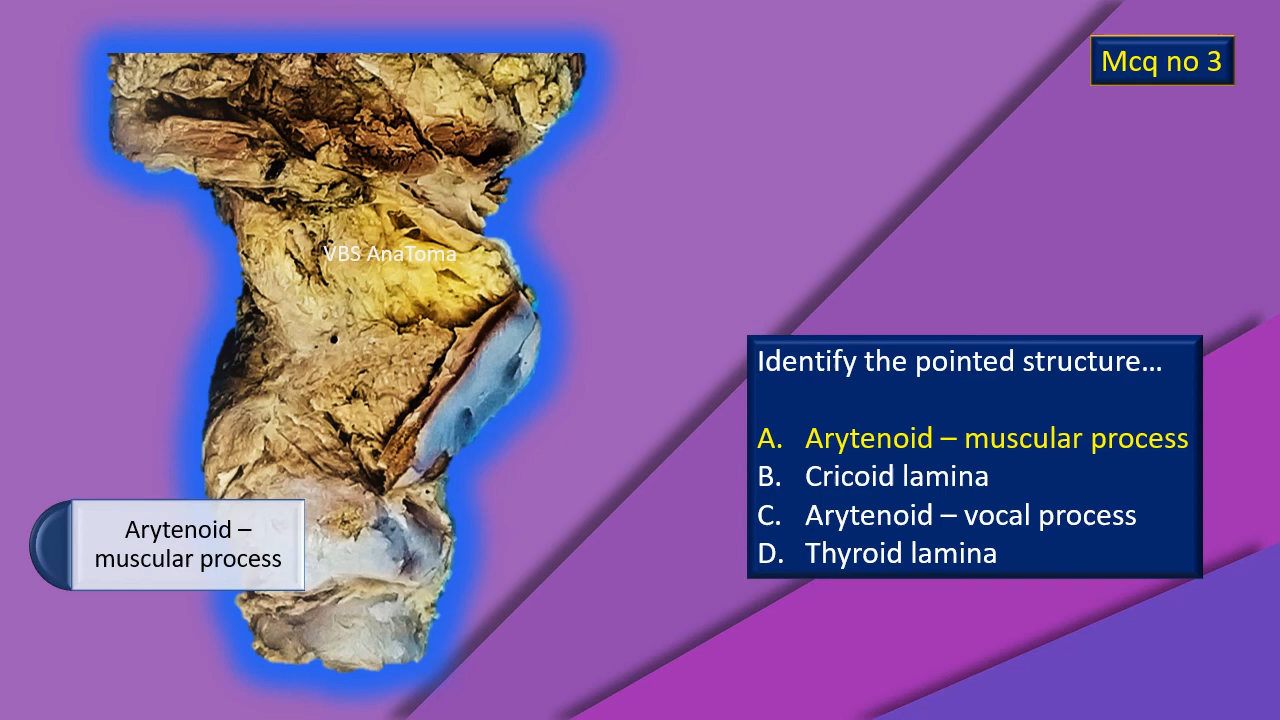 Mcq no 3
VBS AnaToma
Identify the pointed structure…
A. Arytenoid – muscular process
B. Cricoid lamina
C. Arytenoid – vocal process
D. Thyroid lamina
Arytenoid –
muscular process